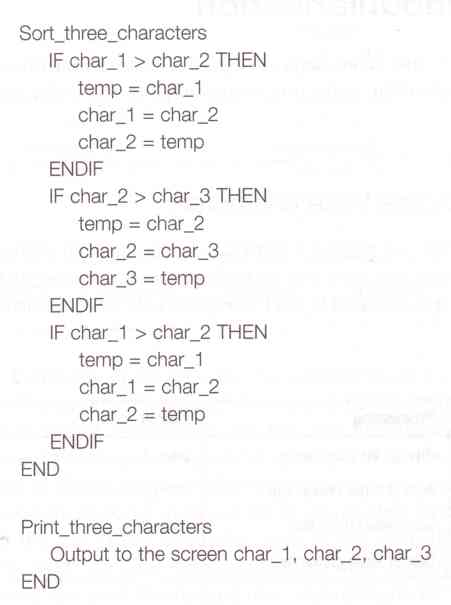 Sort_three_characters
IF char_1 > char_2 THEN
temp = char_1
char_1 = char_2
char_2 = temp
ENDIF
IF char_2 > char_3 THEN
temp = char_2
char_2 = char_3
char_3 = temp
ENDIF
IF char_1 > char_2 THEN
temp = char_1
char_1 = char_2
char_2 = temp
ENDIF
END
Print_three_characters
Output to the screen char_1, char_2, char_3
END